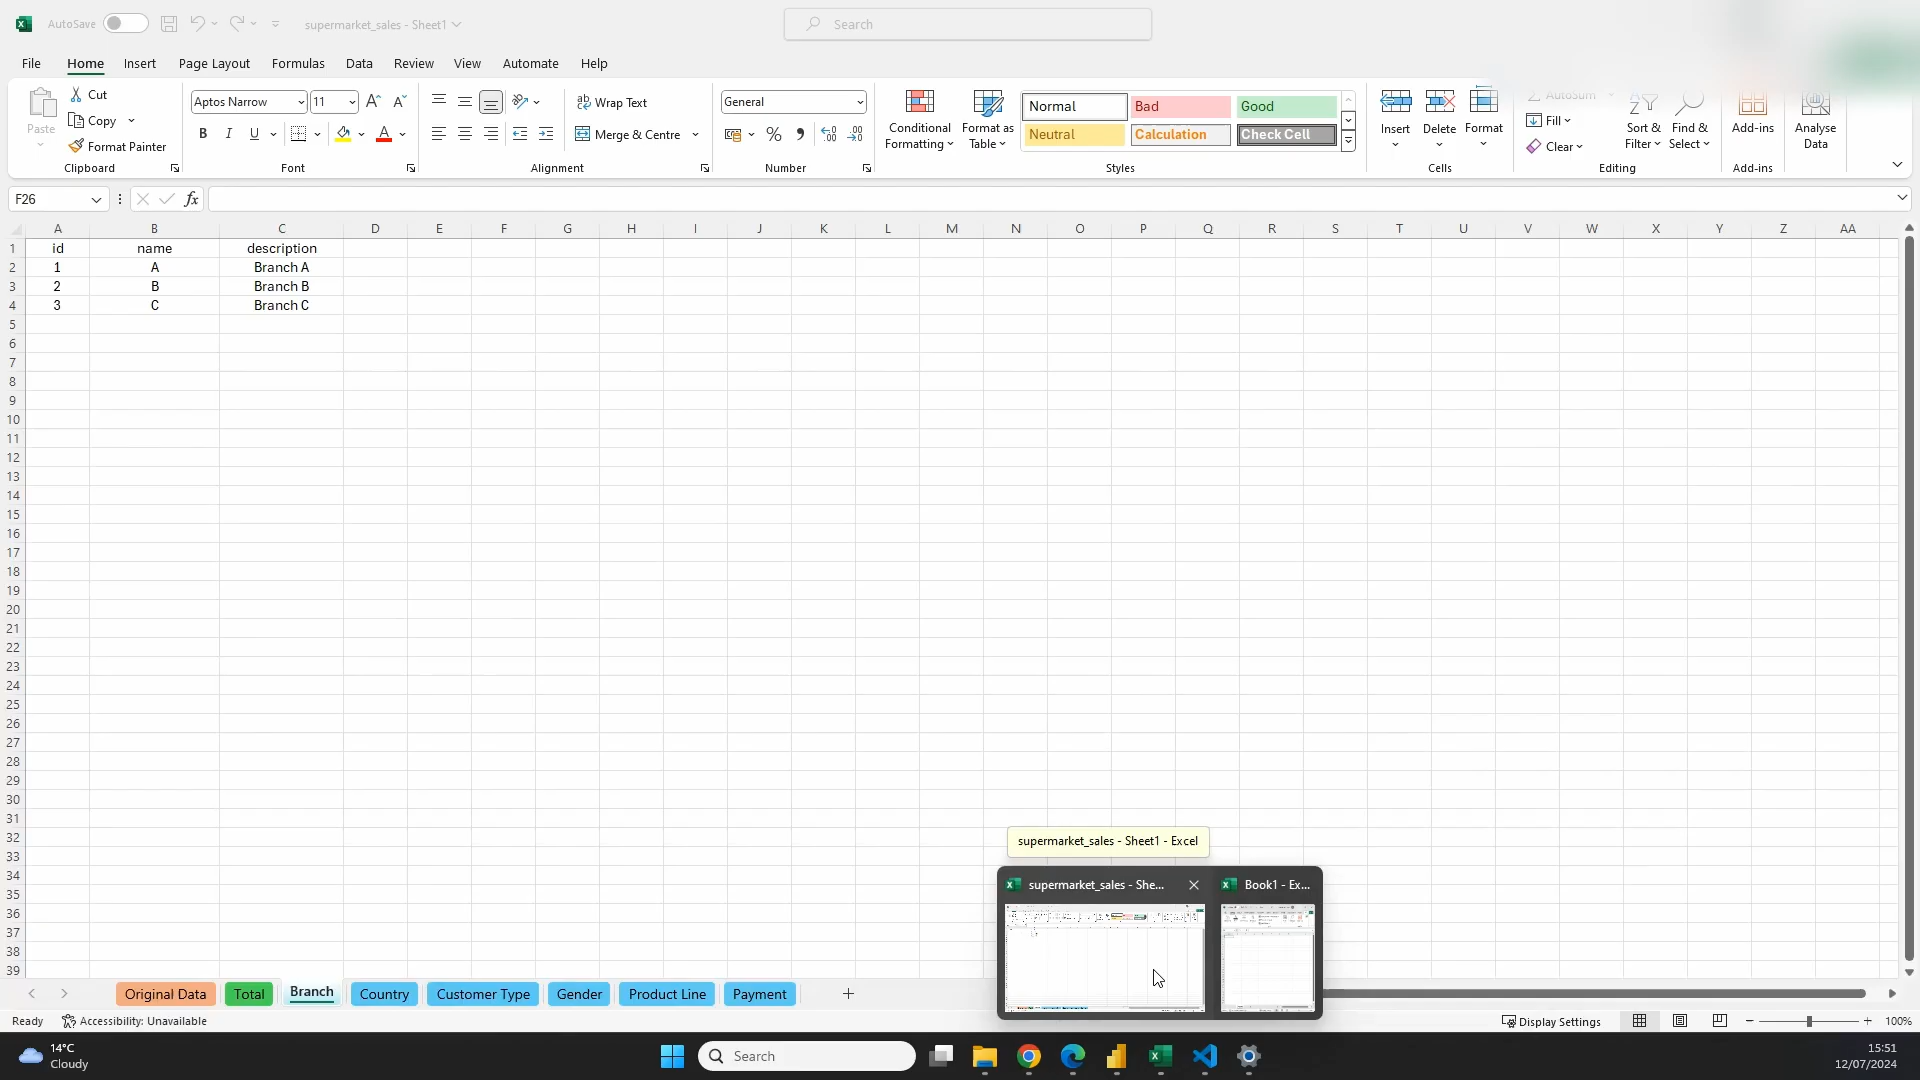 AutoSave supermarket_sales - Sheet1 Search
File Home Insert Page Layout Formulas Data Review View Automate Help
Paste Cut Copy Format Painter Clipboard
Aptos Narrow 11 B I U Font
ab Wrap Text Merge & Centre Alignment
General % , Number
Conditional Formatting Format as Table
Normal Bad Good
Neutral Calculation Check Cell
Styles
Insert Delete Format Cells
AutoSum Fill Clear Sort & Filter Find & Select Editing
Add-ins Add-ins Analyse Data
F26 fx
A B C D E F G H I J K L M N O P Q R S T U V W X Y Z AA
1 id name description
2 1 A Branch A
3 2 B Branch B
4 3 C Branch C
5
6
7
8
9
10
11
12
13
14
15
16
17
18
19
20
21
22
23
24
25
26
27
28
29
30
31
32
33
34
35
36
37
38
39
supermarket_sales - Sheet1 - Excel
supermarket_sales - She... Book1 - Ex...
Original Data Total Branch Country Customer Type Gender Product Line Payment
Ready Accessibility: Unavailable Display Settings 100%
14°C
Cloudy
Search
15:51
12/07/2024